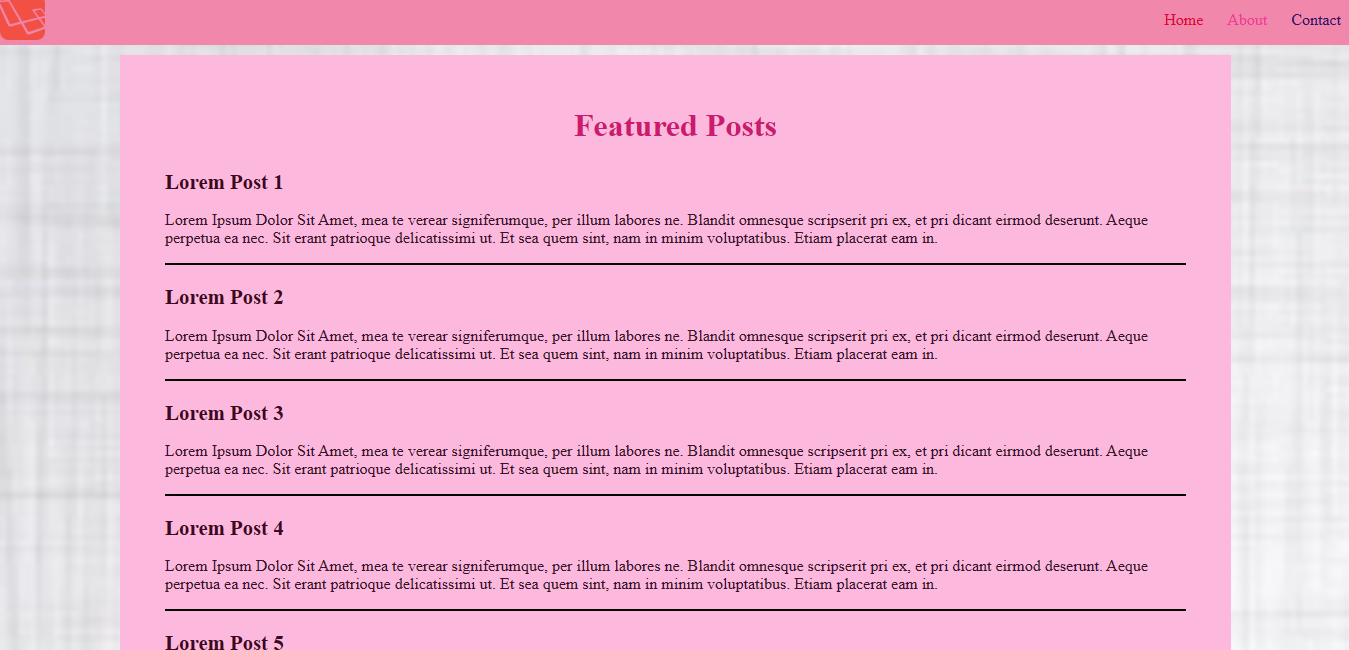 Home About Contact
Featured Posts
Lorem Post 1
Lorem Ipsum Dolor Sit Amet, mea te verear signiferumque, per illum labores ne. Blandit omnesque scripserit pri ex, et pri dicant eirmod deserunt. Aeque
perpetua ea nec. Sit erant patrioque delicatissimi ut. Et sea quem sint, nam in minim voluptatibus. Etiam placerat eam in.
Lorem Post 2
Lorem Ipsum Dolor Sit Amet, mea te verear signiferumque, per illum labores ne. Blandit omnesque scripserit pri ex, et pri dicant eirmod deserunt. Aeque
perpetua ea nec. Sit erant patrioque delicatissimi ut. Et sea quem sint, nam in minim voluptatibus. Etiam placerat eam in.
Lorem Post 3
Lorem Ipsum Dolor Sit Amet, mea te verear signiferumque, per illum labores ne. Blandit omnesque scripserit pri ex, et pri dicant eirmod deserunt. Aeque
perpetua ea nec. Sit erant patrioque delicatissimi ut. Et sea quem sint, nam in minim voluptatibus. Etiam placerat eam in.
Lorem Post 4
Lorem Ipsum Dolor Sit Amet, mea te verear signiferumque, per illum labores ne. Blandit omnesque scripserit pri ex, et pri dicant eirmod deserunt. Aeque
perpetua ea nec. Sit erant patrioque delicatissimi ut. Et sea quem sint, nam in minim voluptatibus. Etiam placerat eam in.
Lorem Post 5